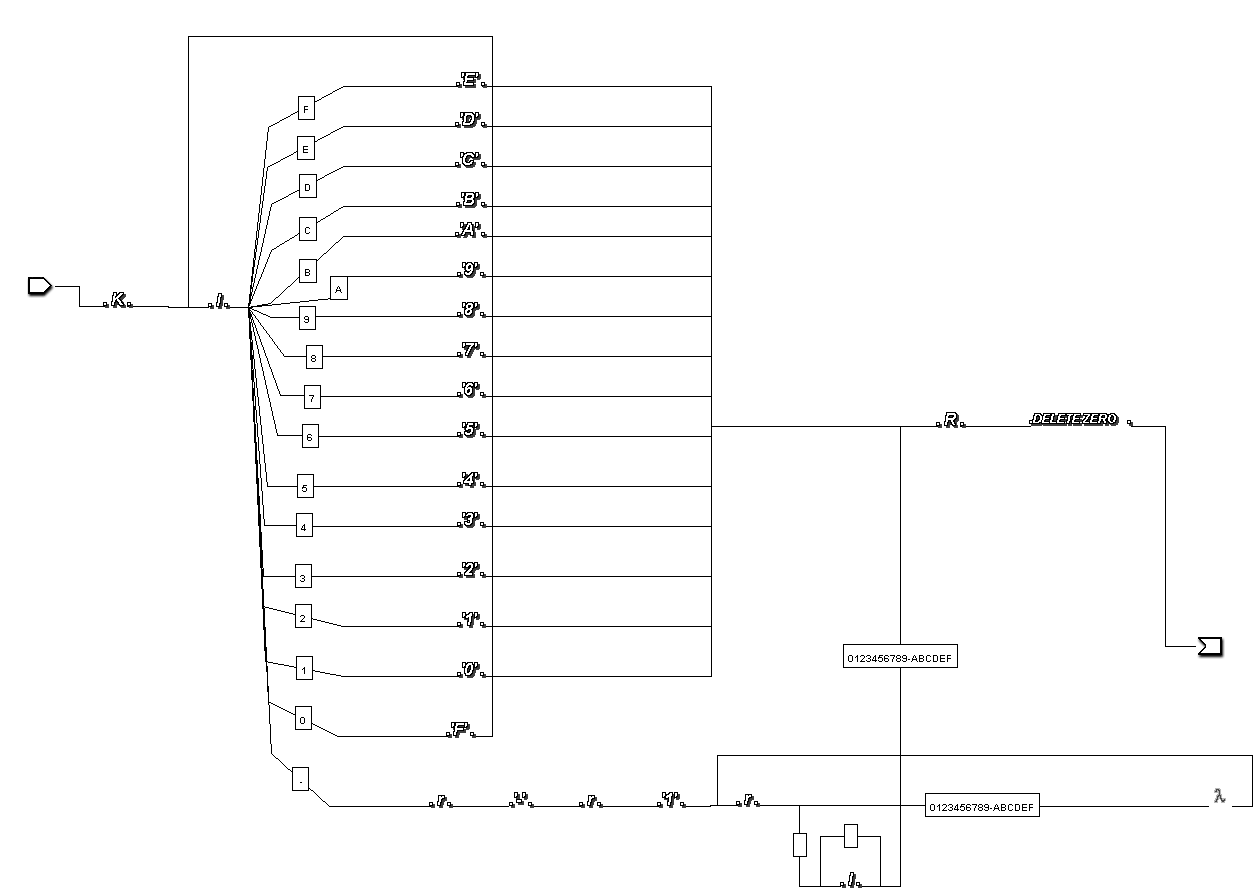 .'E'.
F
.'D'.
E
.'C'.
D
.'B'.
C
.'A'.
B
.'9'.
A
.K.
.l.
.'8'.
9
.'7'.
8
.'6'.
7
.'5'.
6
.R.
.DELETEZERO .
.'4'.
5
.'3'.
4
.'2'.
3
.'1'.
2
0123456789-ABCDEF
.'0'.
1
.'F'.
0
-
.r.
.'-'.
.r.
.'1'.
.r.
0123456789-ABCDEF
λ
.l.